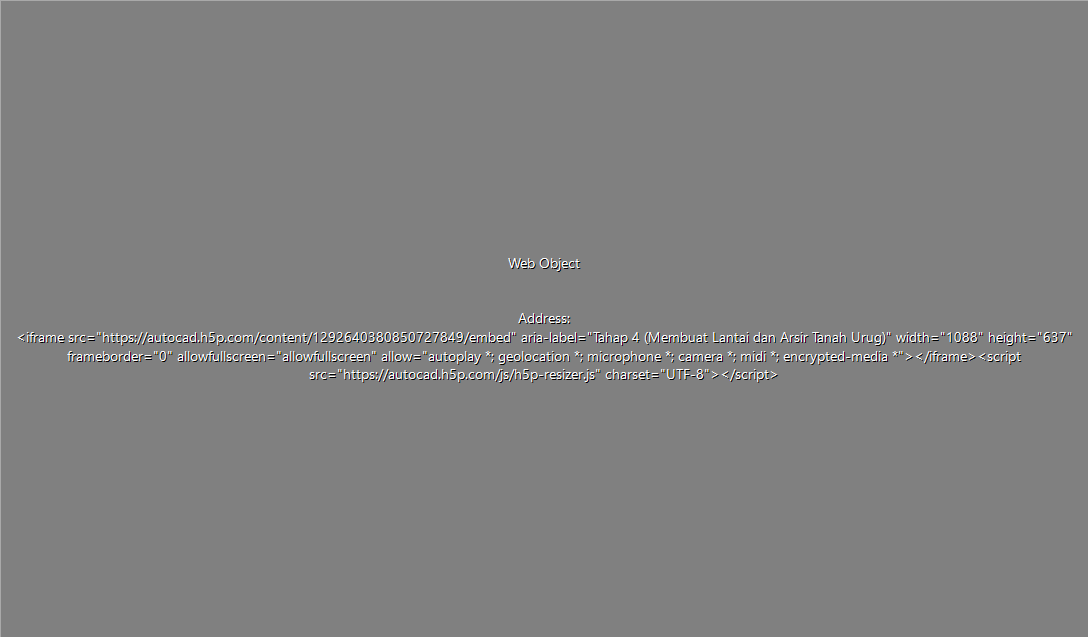 Web Object
Address:
<iframe src="https://autocad.h5p.com/content/1292640380850727849/embed" aria-label="Tahap 4 (Membuat Lantai dan Arsir Tanah Urug)" width="1088" height="637"
frameborder="0" allowfullscreen="allowfullscreen" allow="autoplay *; geolocation *; microphone *; camera *; midi *; encrypted-media *"></iframe><script
src="https://autocad.h5p.com/js/h5p-resizer.js" charset="UTF-8"></script>